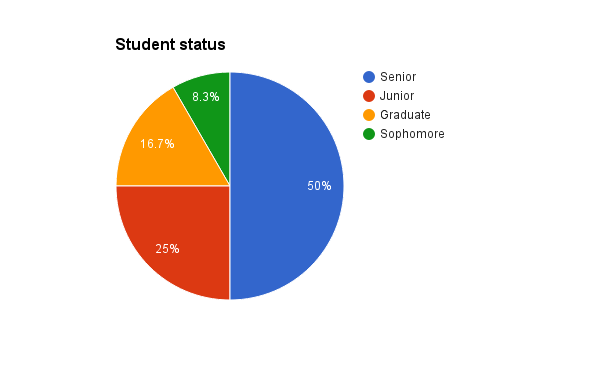 Student status
Senior
Junior
Graduate
Sophomore
8.3%
16.7%
50%
25%